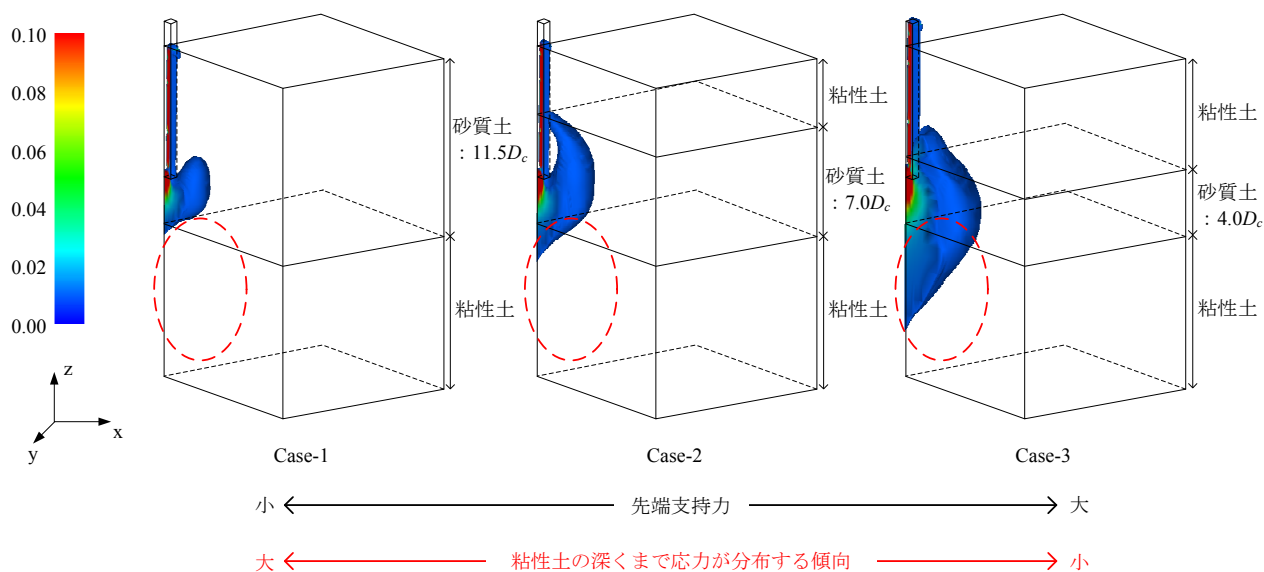 0.10
0.08
0.06
0.04
0.02
0.00
z
x
y
砂質土
: 11.5Dc
粘性土
Case-1
粘性土
砂質土
: 7.0Dc
粘性土
Case-2
粘性土
砂質土
: 4.0Dc
粘性土
Case-3
小 先端支持力 大
大 粘性土の深くまで応力が分布する傾向 小